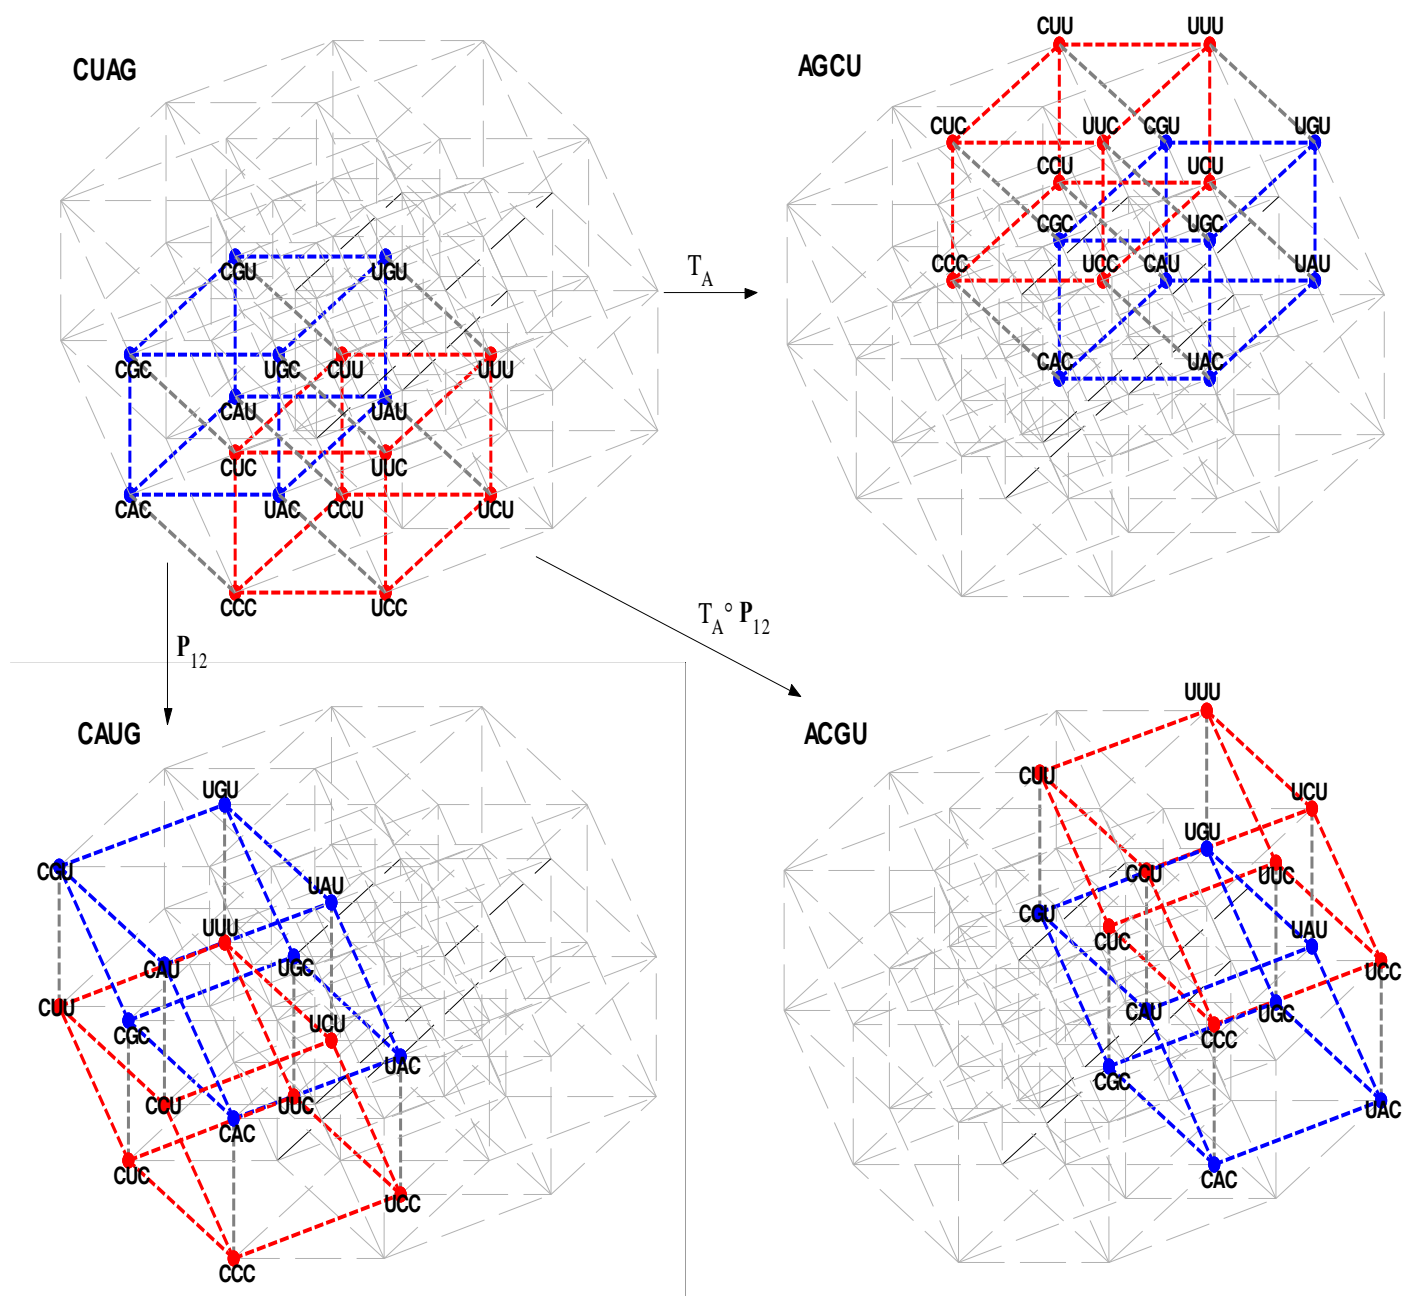 CUAG
CGU UGU
CGC UGC CUU UUU
CAU UAU
CUC UUC
CAC UAC CCU UCU
CCC UCC
T_A
AGCU
CUU UUU
CUC UUC CGU UGU
CCU UCU
CGC UGC
CCC UCC CAU UAU
CAC UAC
P_12
T_A° P_12
CAUG
UGU
CGU UAU
UUU
CAU UGC
CUU
CGC UCU
UAC
CCU UUC
CAC
CUC
UCC
CCC
ACGU
UUU
CUU
UCU
UGU
CCU UUC
CGU
CUC UAU
UCC
CAU UGC
CCC
CGC
UAC
CAC